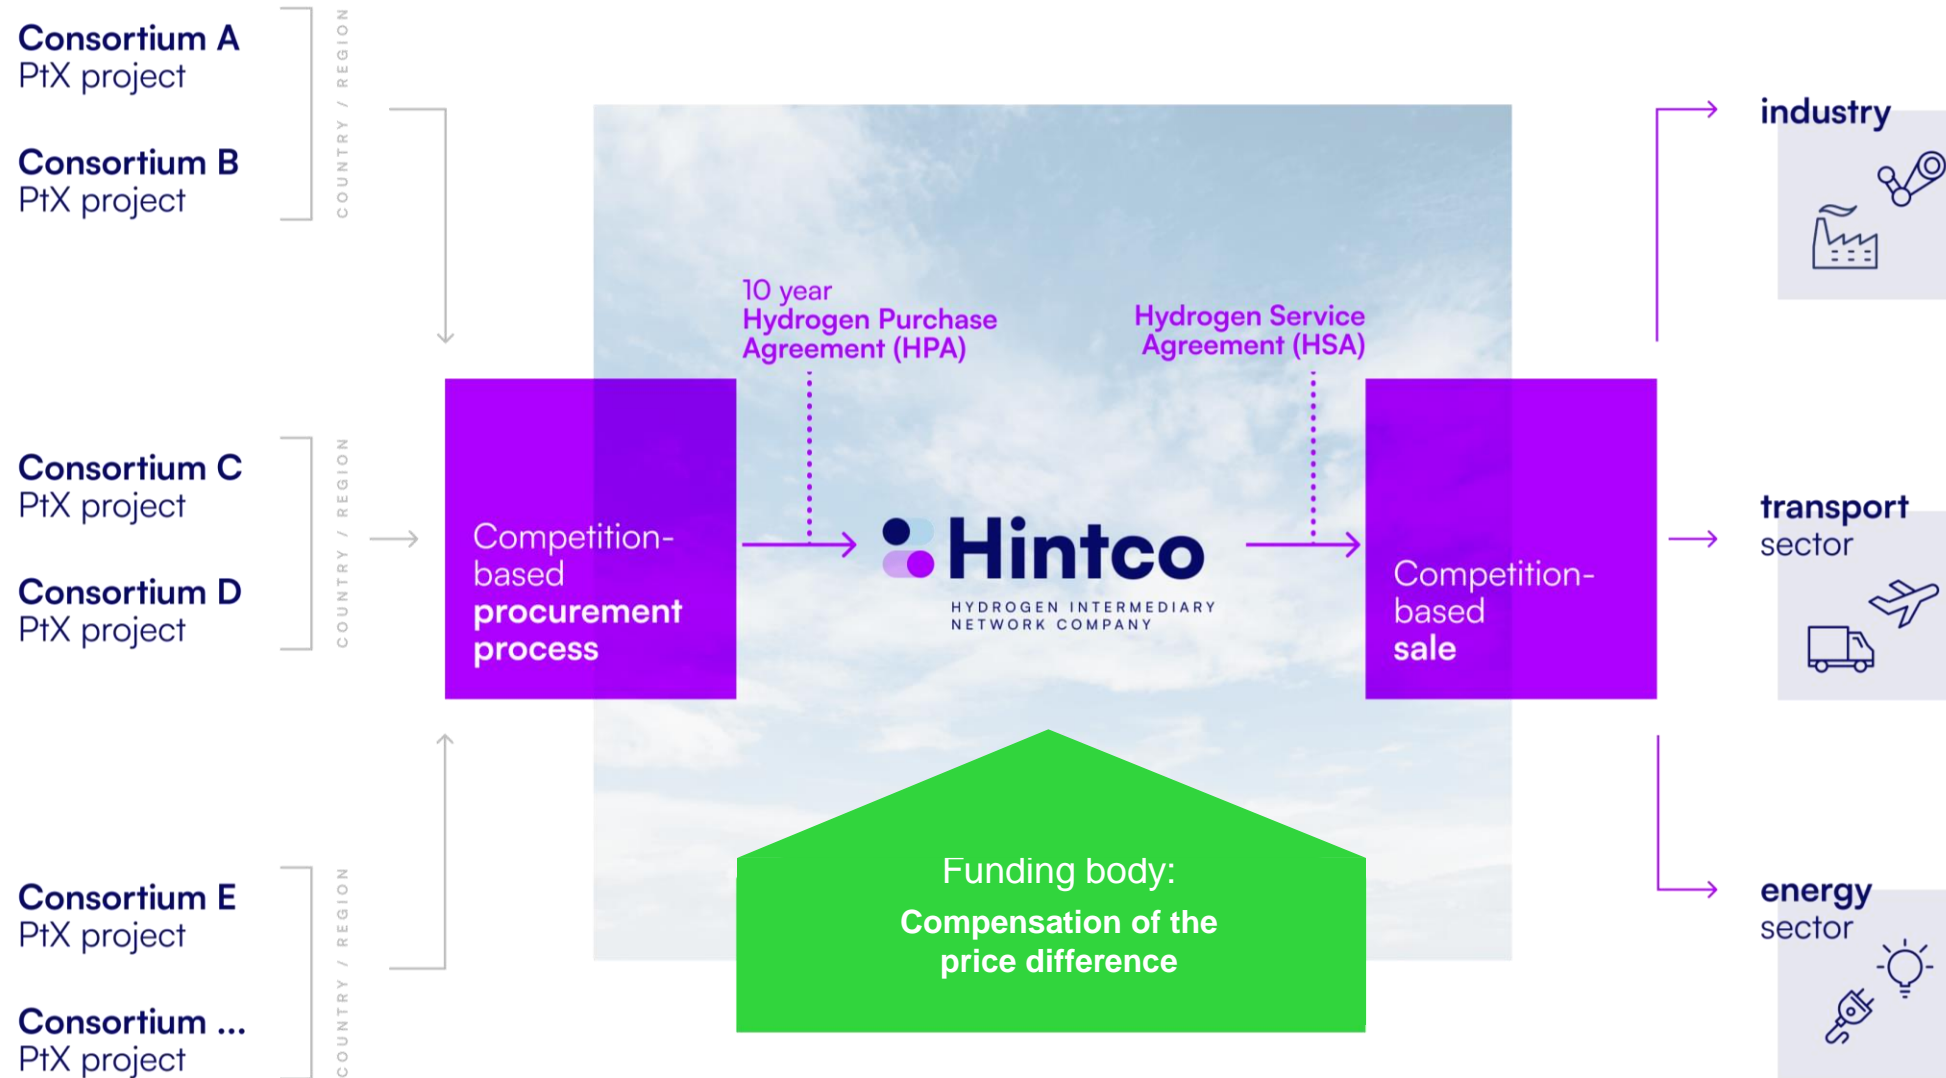 Consortium A
PtX project
Consortium B
PtX project
COUNTRY / REGION
Consortium C
PtX project
Consortium D
PtX project
COUNTRY / REGION
Consortium E
PtX project
Consortium ...
PtX project
COUNTRY / REGION
Competition-
based
procurement
process
10 year
Hydrogen Purchase
Agreement (HPA)
Hintco
HYDROGEN INTERMEDIARY
NETWORK COMPANY
Hydrogen Service
Agreement (HSA)
Competition-
based
sale
Funding body:
Compensation of the
price difference
industry
transport
sector
energy
sector